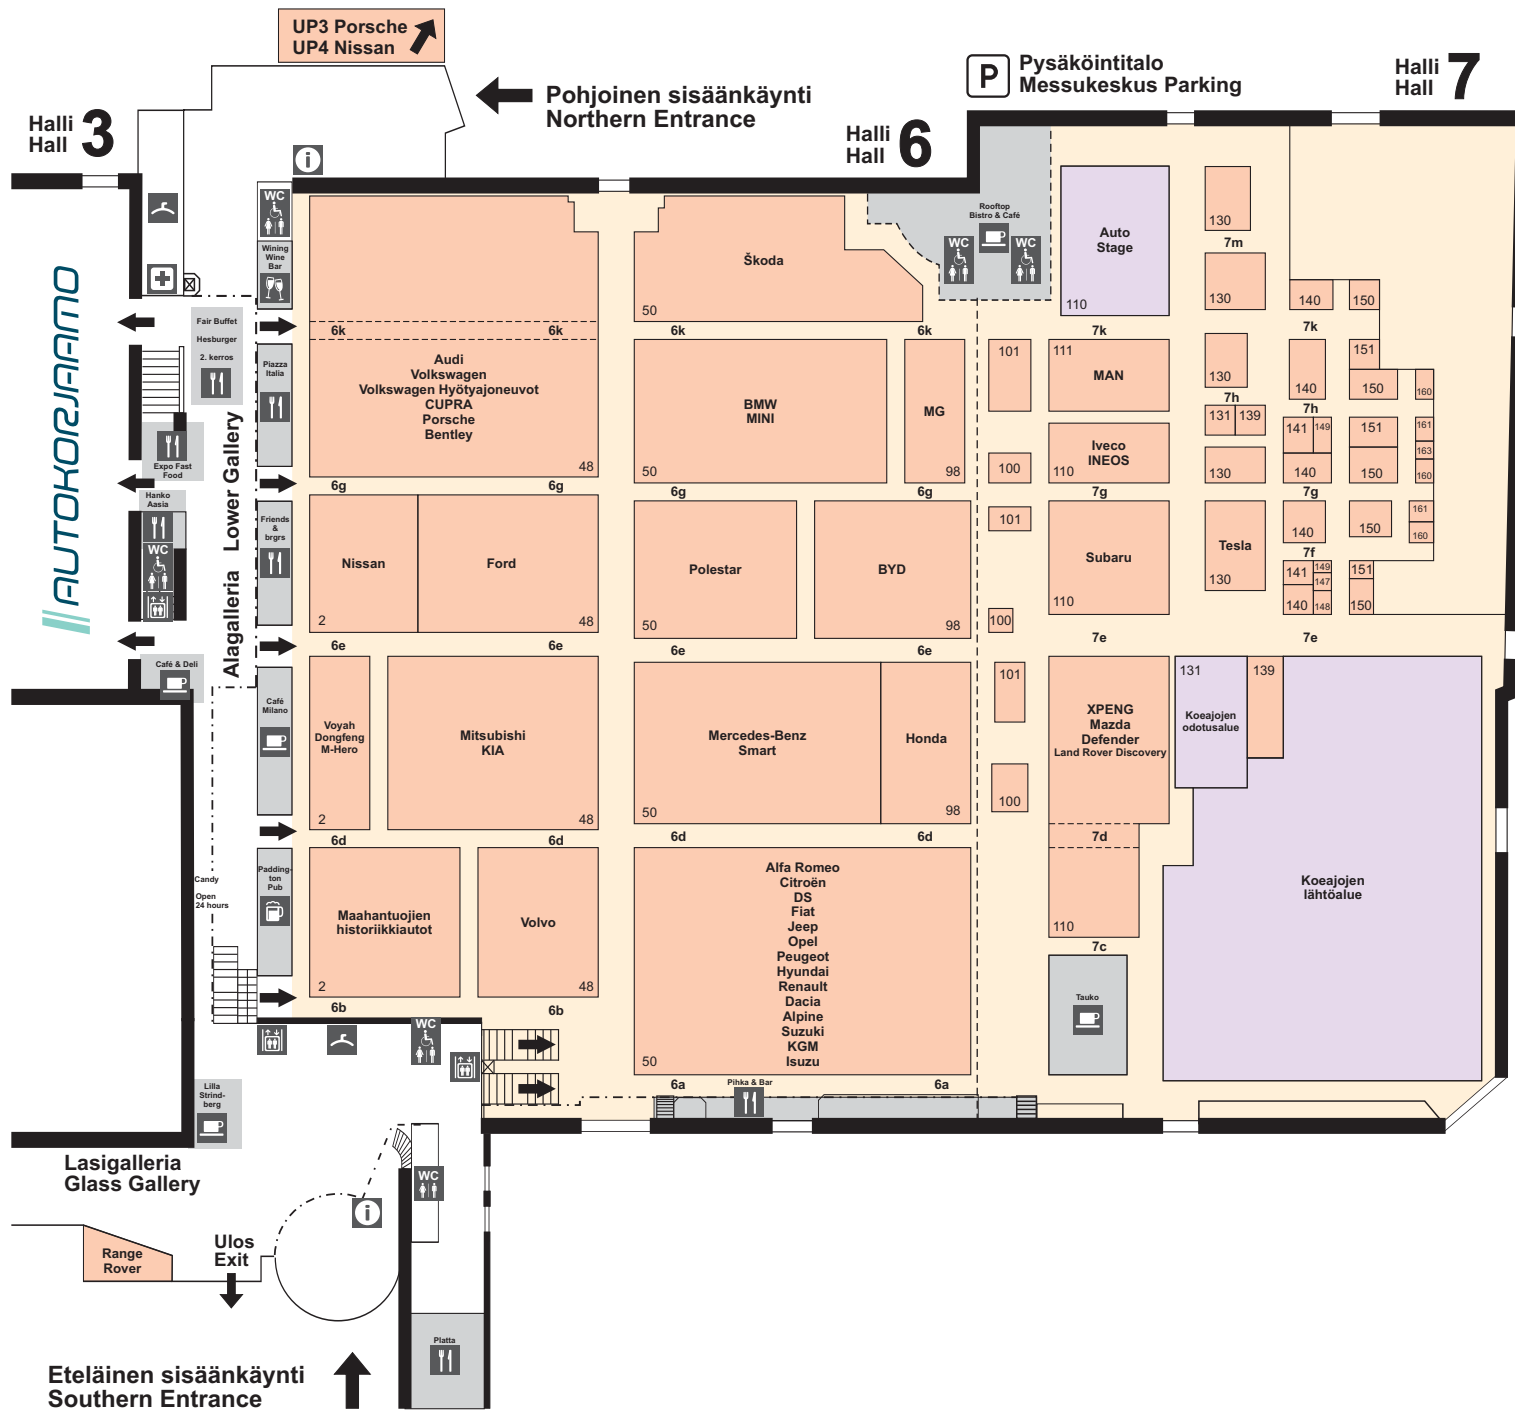 UP3 Porsche
UP4 Nissan
Pohjoinen sisäänkäynti
Northern Entrance
P
Pysäköintitalo
Messukeskus Parking
Halli
Hall 7
Halli
Hall 3
Halli
Hall 6
i
WC
Wining
Wine
Bar
Fair Buffet
Hesburger
2. kerros
Piazza
Italia
Expo Fast
Food
Hanko
Aasia
WC
Friends
&
brgrs
Café & Deli
Café
Milano
Padding-
ton
Pub
Candy
Open
24 hours
AUTOKORJAAMO
Alagalleria Lower Gallery
6k
6k
Audi
Volkswagen
Volkswagen Hyötyajoneuvot
CUPRA
Porsche
Bentley
48
6g
6g
Nissan
2
Ford
48
6e
6e
Voyah
Dongfeng
M-Hero
2
Mitsubishi
KIA
48
6d
6d
Maahantuojien
historiikkiautot
2
Volvo
48
6b
6b
Škoda
50
6k
6k
BMW
MINI
50
MG
98
6g
6g
Polestar
50
BYD
98
6e
6e
Mercedes-Benz
Smart
50
Honda
98
6d
6d
Alfa Romeo
Citroën
DS
Fiat
Jeep
Opel
Peugeot
Hyundai
Renault
Dacia
Alpine
Suzuki
KGM
Isuzu
50
6a
6a
Pihka & Bar
Rooftop
Bistro & Café
WC
WC
101
100
101
100
101
100
Auto
Stage
110
7k
111
MAN
Iveco
INEOS
110
7g
Subaru
110
7e
XPENG
Mazda
Defender
Land Rover Discovery
7d
110
7c
Tauko
130
7m
130
130
7h
131
139
130
Tesla
130
140
150
7k
151
140
150
160
7h
141
149
151
161
163
140
150
160
7g
140
150
161
160
7f
141
149
151
147
140
148
150
7e
131
Koeajojen
odotusalue
139
Koeajojen
lähtöalue
WC
Lilla
Strind-
berg
Lasigalleria
Glass Gallery
WC
i
Range
Rover
Ulos
Exit
Piatta
Eteläinen sisäänkäynti
Southern Entrance